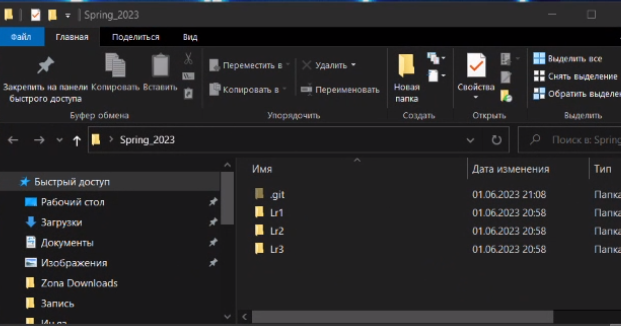 Spring_2023
Файл Главная Поделиться Вид
Закрепить на панели быстрого доступа
Копировать
Вставить
Переместить в
Копировать в
Удалить
Переименовать
Новая папка
Свойства
Выделить все
Снять выделение
Обратить выделе
Буфер обмена Упорядочить Создать Открыть Выделить
Spring_2023
Поиск в: Spring
Быстрый доступ
Рабочий стол
Загрузки
Документы
Изображения
Zona Downloads
Запись
Имя Дата изменения Тип
.git 01.06.2023 21:08 Папка
Lr1 01.06.2023 20:58 Папка
Lr2 01.06.2023 20:58 Папка
Lr3 01.06.2023 20:58 Папка